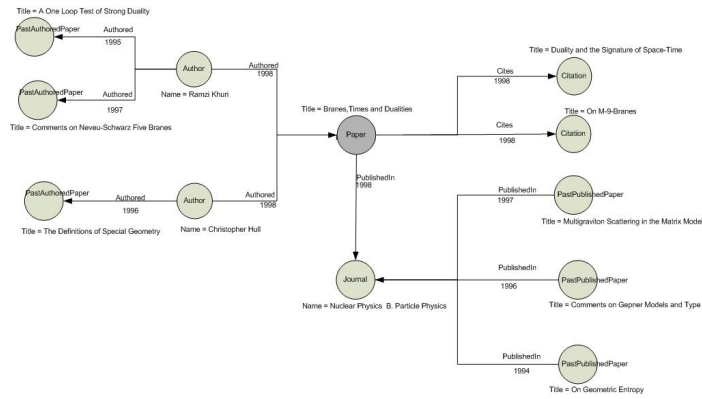 Title = A One Loop Test of Strong Duality
PastAuthoredPaper
Authored
1995
Author
Authored
1998
PastAuthoredPaper
Authored
1997
Name = Ramzi Khuri
Title = Comments on Neveu-Schwarz Five Branes
Title = Branes,Times and Dualities
Paper
Title = Duality and the Signature of Space-Time
Cites
1998
Citation
Title = On M-9-Branes
Cites
1998
Citation
PastAuthoredPaper
Authored
1996
Author
Authored
1998
Title = The Definitions of Special Geometry
Name = Christopher Hull
PublishedIn
1998
PublishedIn
1997
PastPublishedPaper
Title = Multigraviton Scattering in the Matrix Model
Journal
Name = Nuclear Physics B. Particle Physics
PublishedIn
1996
PastPublishedPaper
Title = Comments on Gepner Models and Type
PublishedIn
1994
PastPublishedPaper
Title = On Geometric Entropy